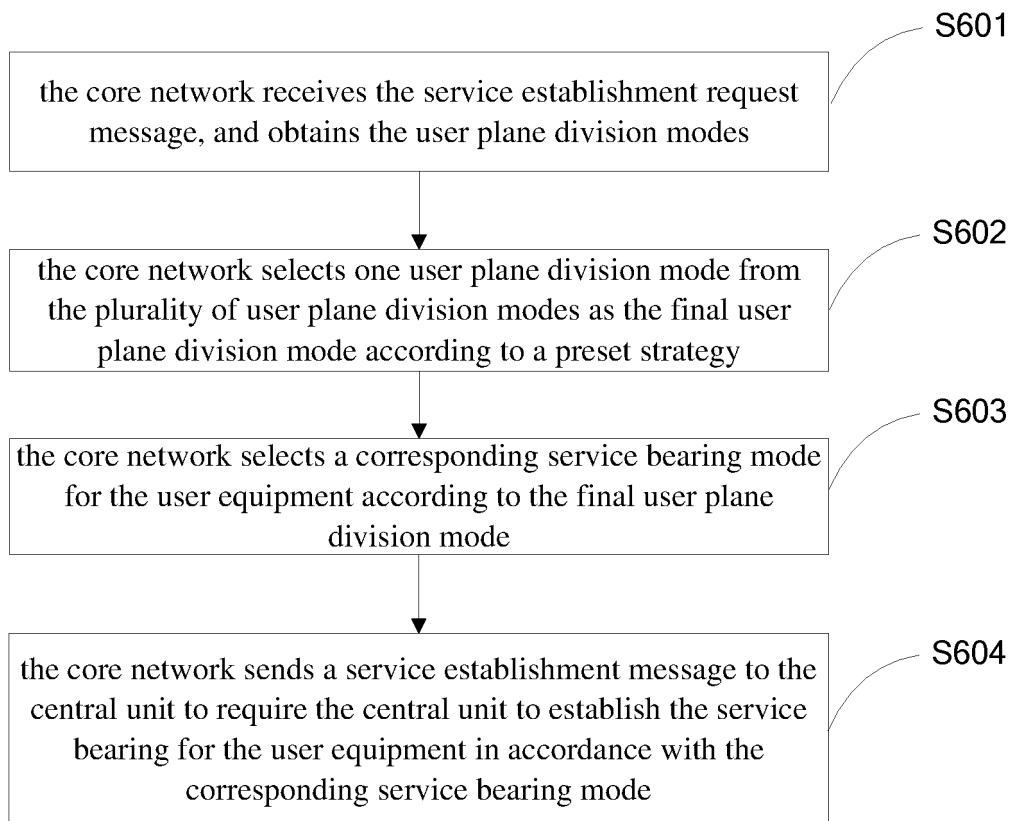 S601
the core network receives the service establishment request
message, and obtains the user plane division modes
S602
the core network selects one user plane division mode from
the plurality of user plane division modes as the final user
plane division mode according to a preset strategy
S603
the core network selects a corresponding service bearing mode
for the user equipment according to the final user plane
division mode
S604
the core network sends a service establishment message to the
central unit to require the central unit to establish the service
bearing for the user equipment in accordance with the
corresponding service bearing mode